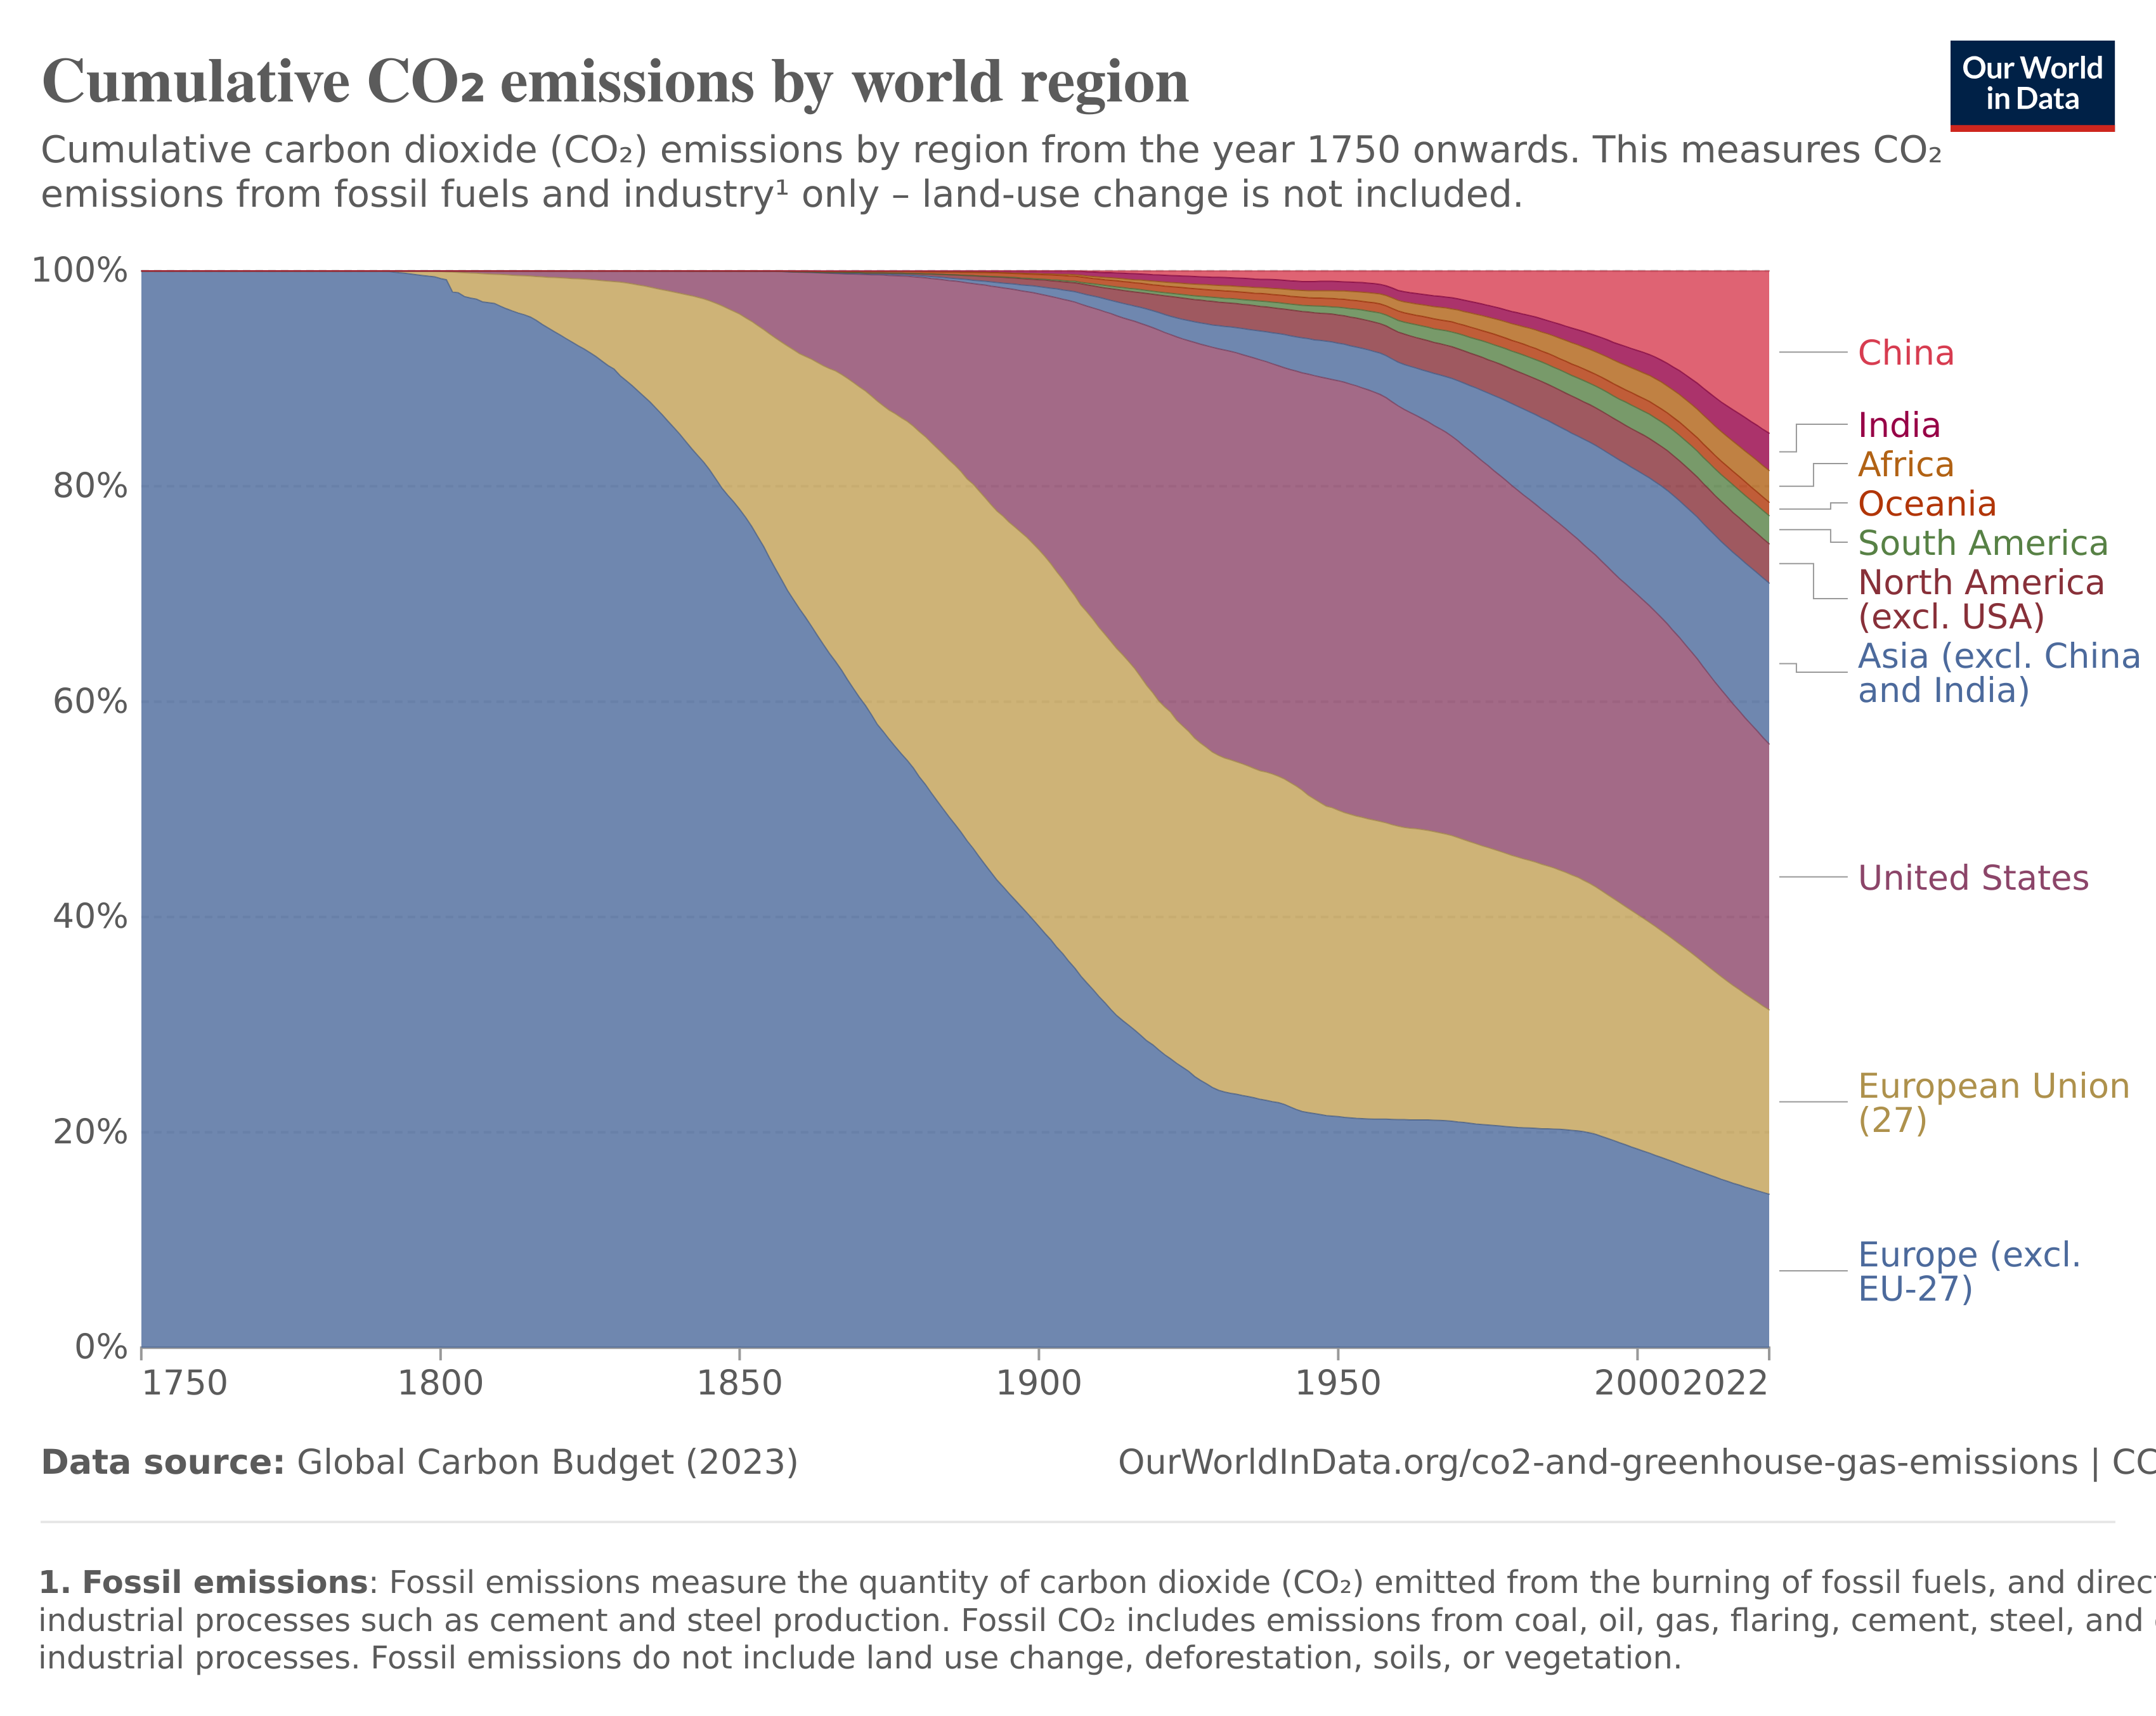 Cumulative CO₂ emissions by world region
Our World
in Data
Cumulative carbon dioxide (CO₂) emissions by region from the year 1750 onwards. This measures CO₂
emissions from fossil fuels and industry¹ only – land-use change is not included.
100%
80%
60%
40%
20%
0%
China
India
Africa
Oceania
South America
North America
(excl. USA)
Asia (excl. China
and India)
United States
European Union
(27)
Europe (excl.
EU-27)
1750 1800 1850 1900 1950 2000 2022
Data source: Global Carbon Budget (2023)
OurWorldInData.org/co2-and-greenhouse-gas-emissions | CC
1. Fossil emissions: Fossil emissions measure the quantity of carbon dioxide (CO₂) emitted from the burning of fossil fuels, and
industrial processes such as cement and steel production. Fossil CO₂ includes emissions from coal, oil, gas, flaring, cement, steel, and
industrial processes. Fossil emissions do not include land use change, deforestation, soils, or vegetation.